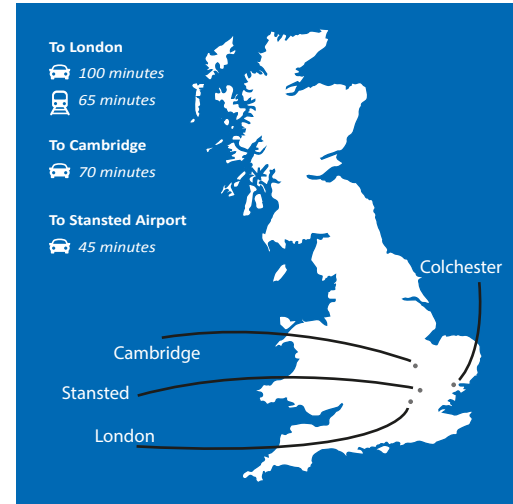 To London
100 minutes
65 minutes
To Cambridge
70 minutes
To Stansted Airport
45 minutes
Colchester
Cambridge
Stansted
London